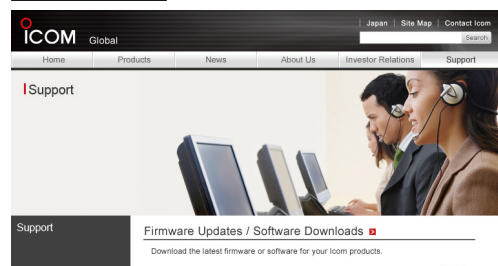 ICOM Global
Japan | Site Map | Contact Icom
Search
Home Products News About Us Investor Relations Support
Support
Support
Firmware Updates / Software Downloads
Download the latest firmware or software for your Icom products.